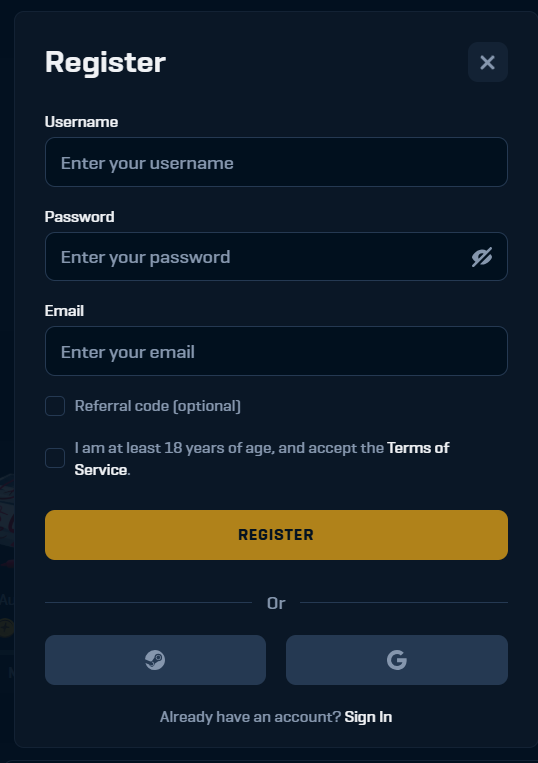 Register
Username
Enter your username
Password
Enter your password
Email
Enter your email
Referral code (optional)
I am at least 18 years of age, and accept the Terms of
Service.
REGISTER
Or
G
Already have an account? Sign In